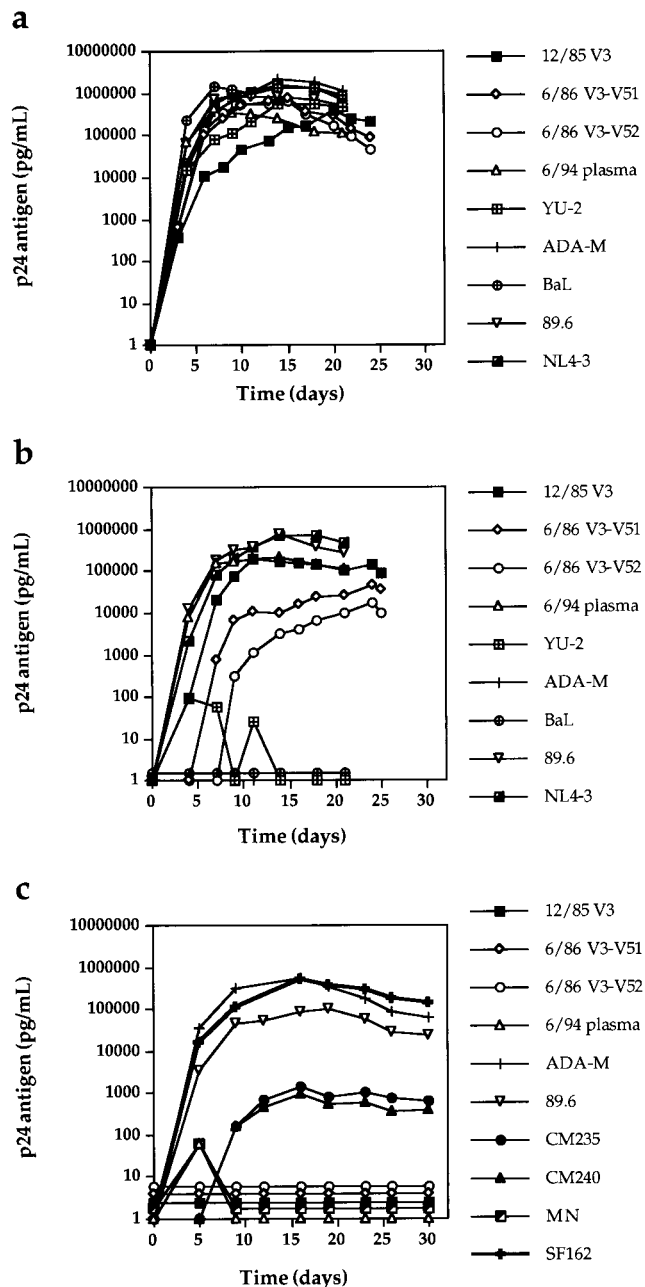 a
p24 antigen (pg/mL)
10000000
1000000
100000
10000
1000
100
10
1
0 5 10 15 20 25 30
Time (days)
12/85 V3
6/86 V3-V51
6/86 V3-V52
6/94 plasma
YU-2
ADA-M
BaL
89.6
NL4-3
b
p24 antigen (pg/mL)
10000000
1000000
100000
10000
1000
100
10
1
0 5 10 15 20 25 30
Time (days)
12/85 V3
6/86 V3-V51
6/86 V3-V52
6/94 plasma
YU-2
ADA-M
BaL
89.6
NL4-3
c
p24 antigen (pg/mL)
10000000
1000000
100000
10000
1000
100
10
1
0 5 10 15 20 25 30
Time (days)
12/85 V3
6/86 V3-V51
6/86 V3-V52
6/94 plasma
ADA-M
89.6
CM235
CM240
MN
SF162